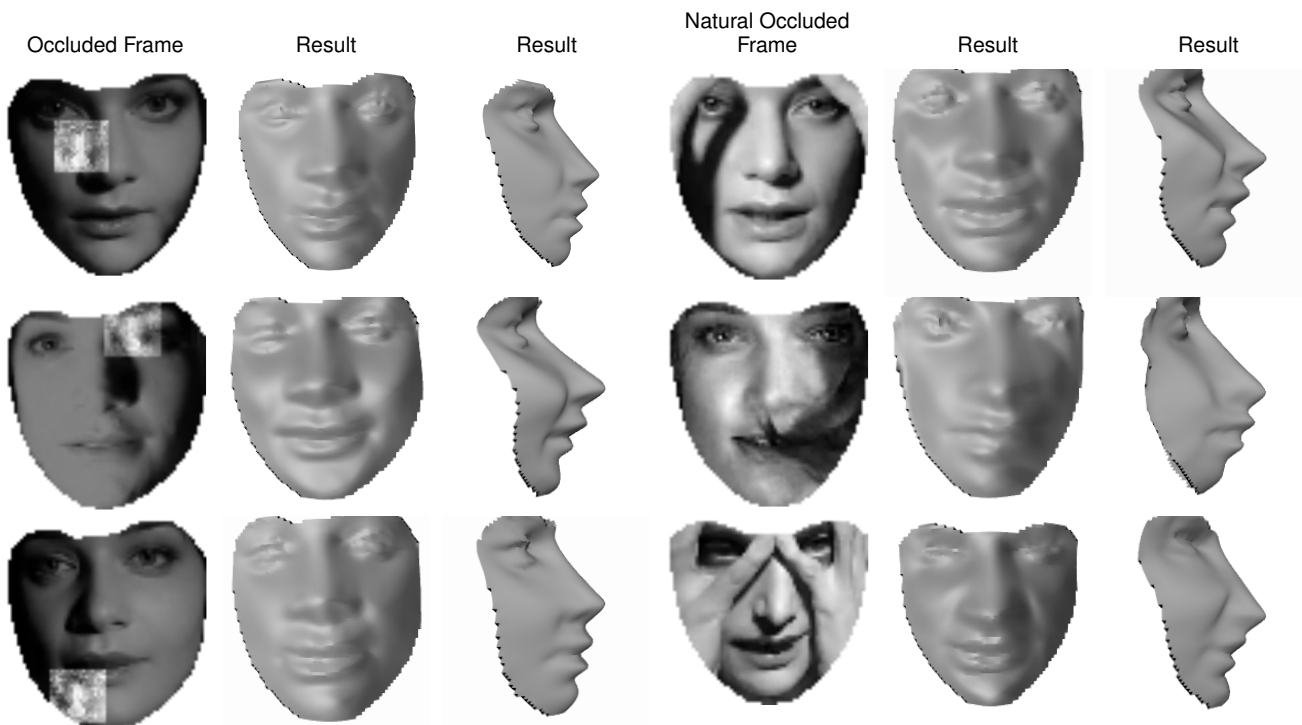 Occluded Frame
Result
Result
Natural Occluded
Frame
Result
Result